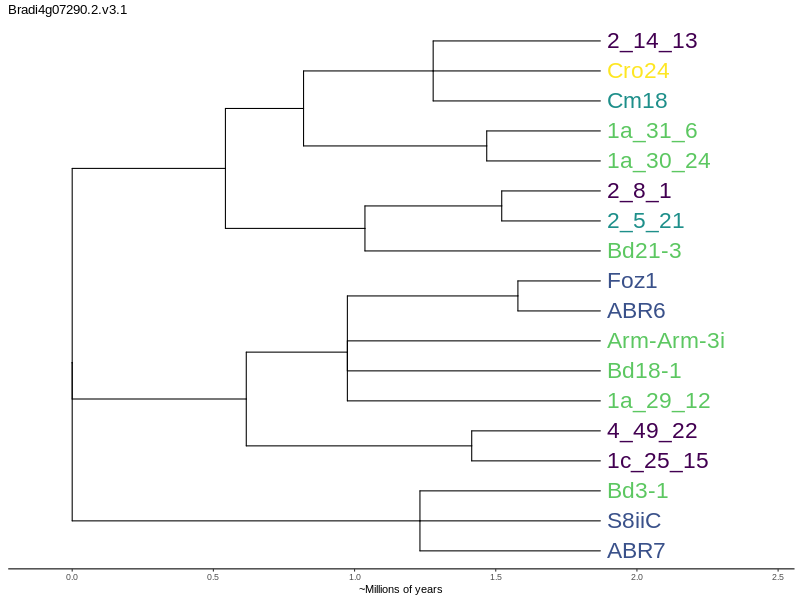 Bradi4g07290.2.v3.1
2_14_13
Cro24
Cm18
1a_31_6
1a_30_24
2_8_1
2_5_21
Bd21-3
Foz1
ABR6
Arm-Arm-3i
Bd18-1
1a_29_12
4_49_22
1c_25_15
Bd3-1
S8iiC
ABR7
0.0 0.5 1.0 1.5 2.0 2.5
~Millions of years